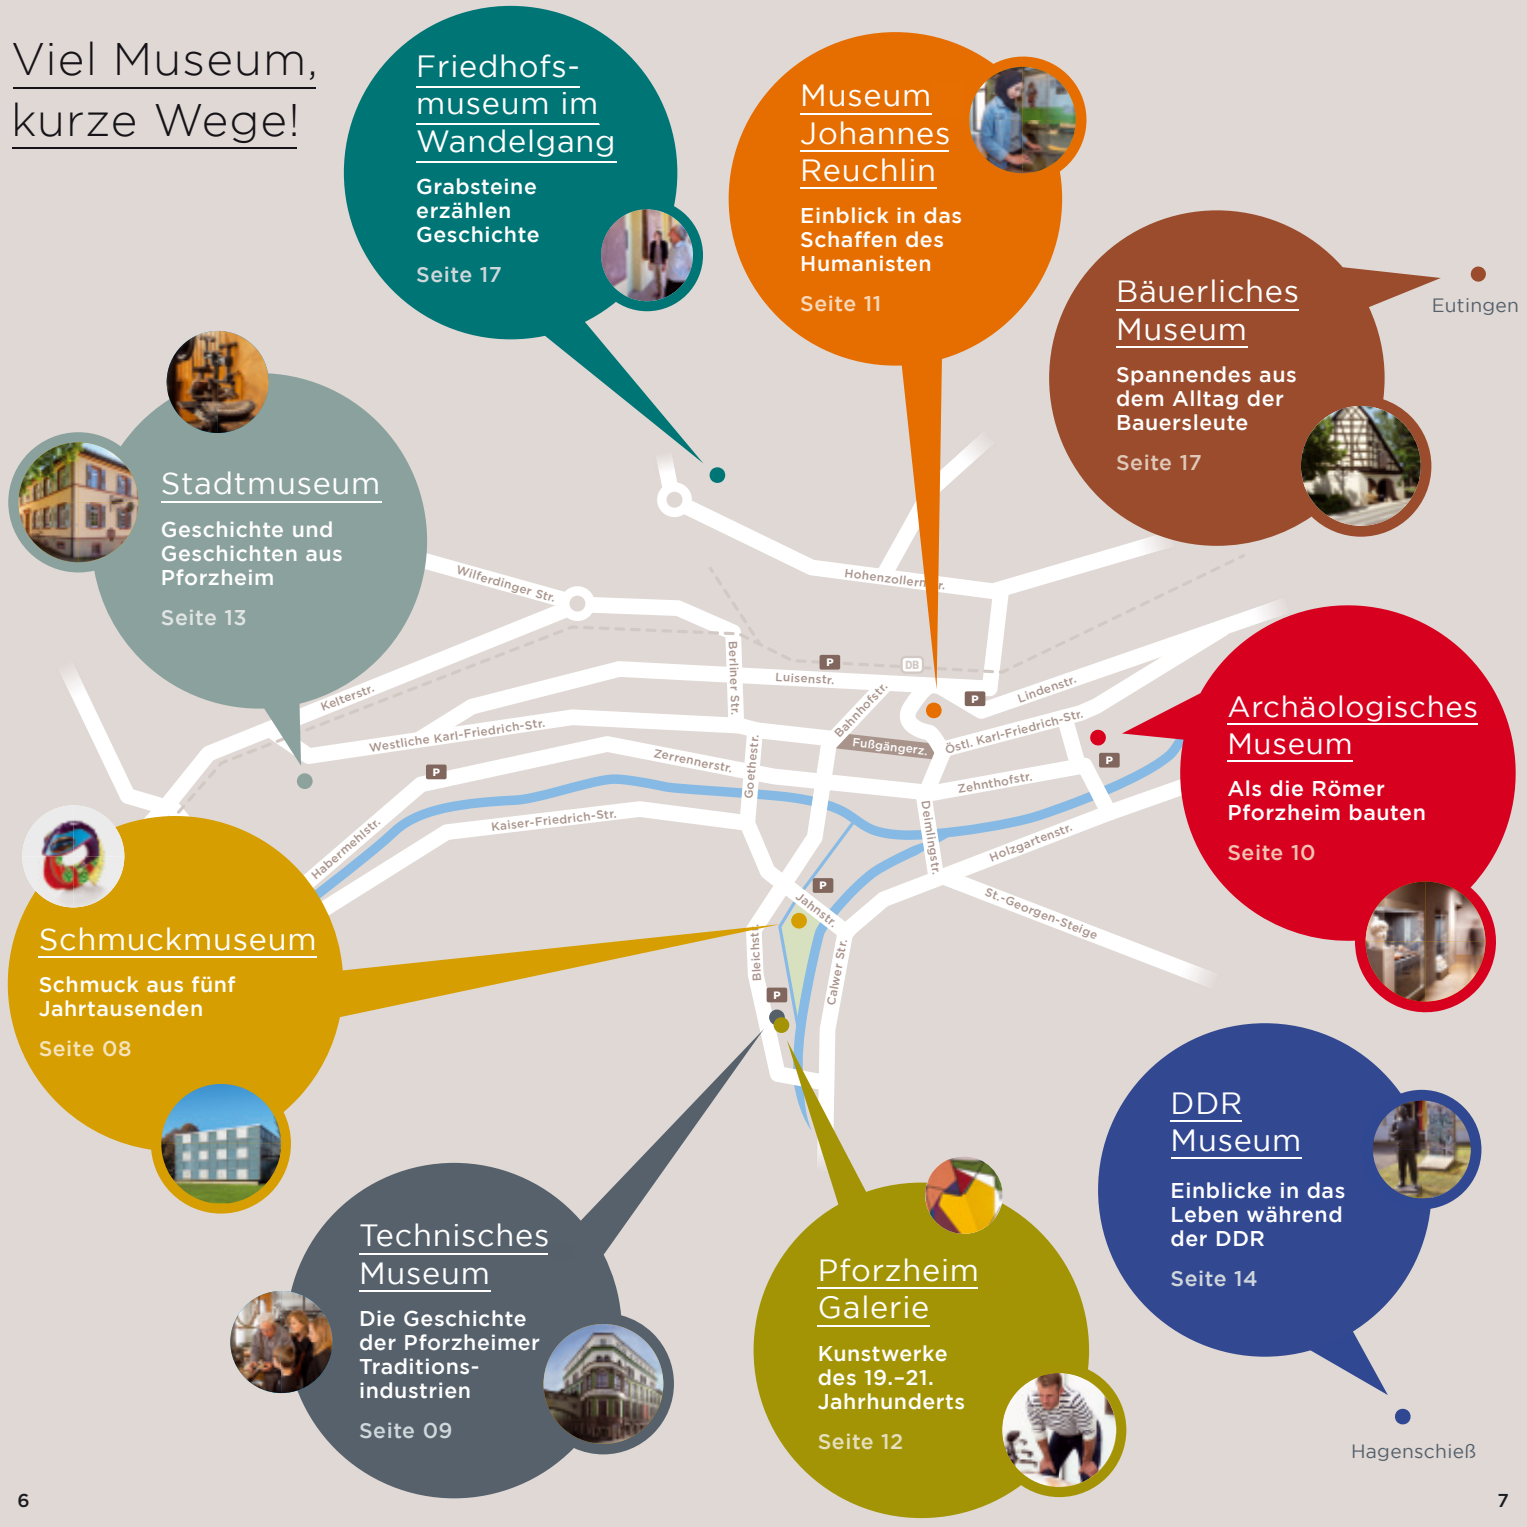 Viel Museum,
kurze Wege!
Friedhofs-
museum im
Wandelgang
Grabsteine
erzählen
Geschichte
Seite 17
Museum
Johannes
Reuchlin
Einblick in das
Schaffen des
Humanisten
Seite 11
Bäuerliches
Museum
Spannendes aus
dem Alltag der
Bauersleute
Seite 17
Eutingen
Stadtmuseum
Geschichte und
Geschichten aus
Pforzheim
Seite 13
Wilferdinger Str.
Hohenzollern
r.
Kelterstr.
Berliner Str.
Luisenstr.
P
DB
Bahnhofstr.
P
Lindenstr.
Westliche Karl-Friedrich-Str.
Fußgängerz.
Östl. Karl-Friedrich-Str.
P
Zerrennerstr.
Goethestr.
P
Zehnthofstr.
Deimlingstr.
Kaiser-Friedrich-Str.
Habermehlstr.
Holzgartenstr.
P
Jahnstr.
St.-Georgen-Steige
Bleichstr.
Calwer Str.
P
Archäologisches
Museum
Als die Römer
Pforzheim bauten
Seite 10
Schmuckmuseum
Schmuck aus fünf
Jahrtausenden
Seite 08
Technisches
Museum
Die Geschichte
der Pforzheimer
Traditions-
industrien
Seite 09
Pforzheim
Galerie
Kunstwerke
des 19.–21.
Jahrhunderts
Seite 12
DDR
Museum
Einblicke in das
Leben während
der DDR
Seite 14
Hagenschieß
6
7